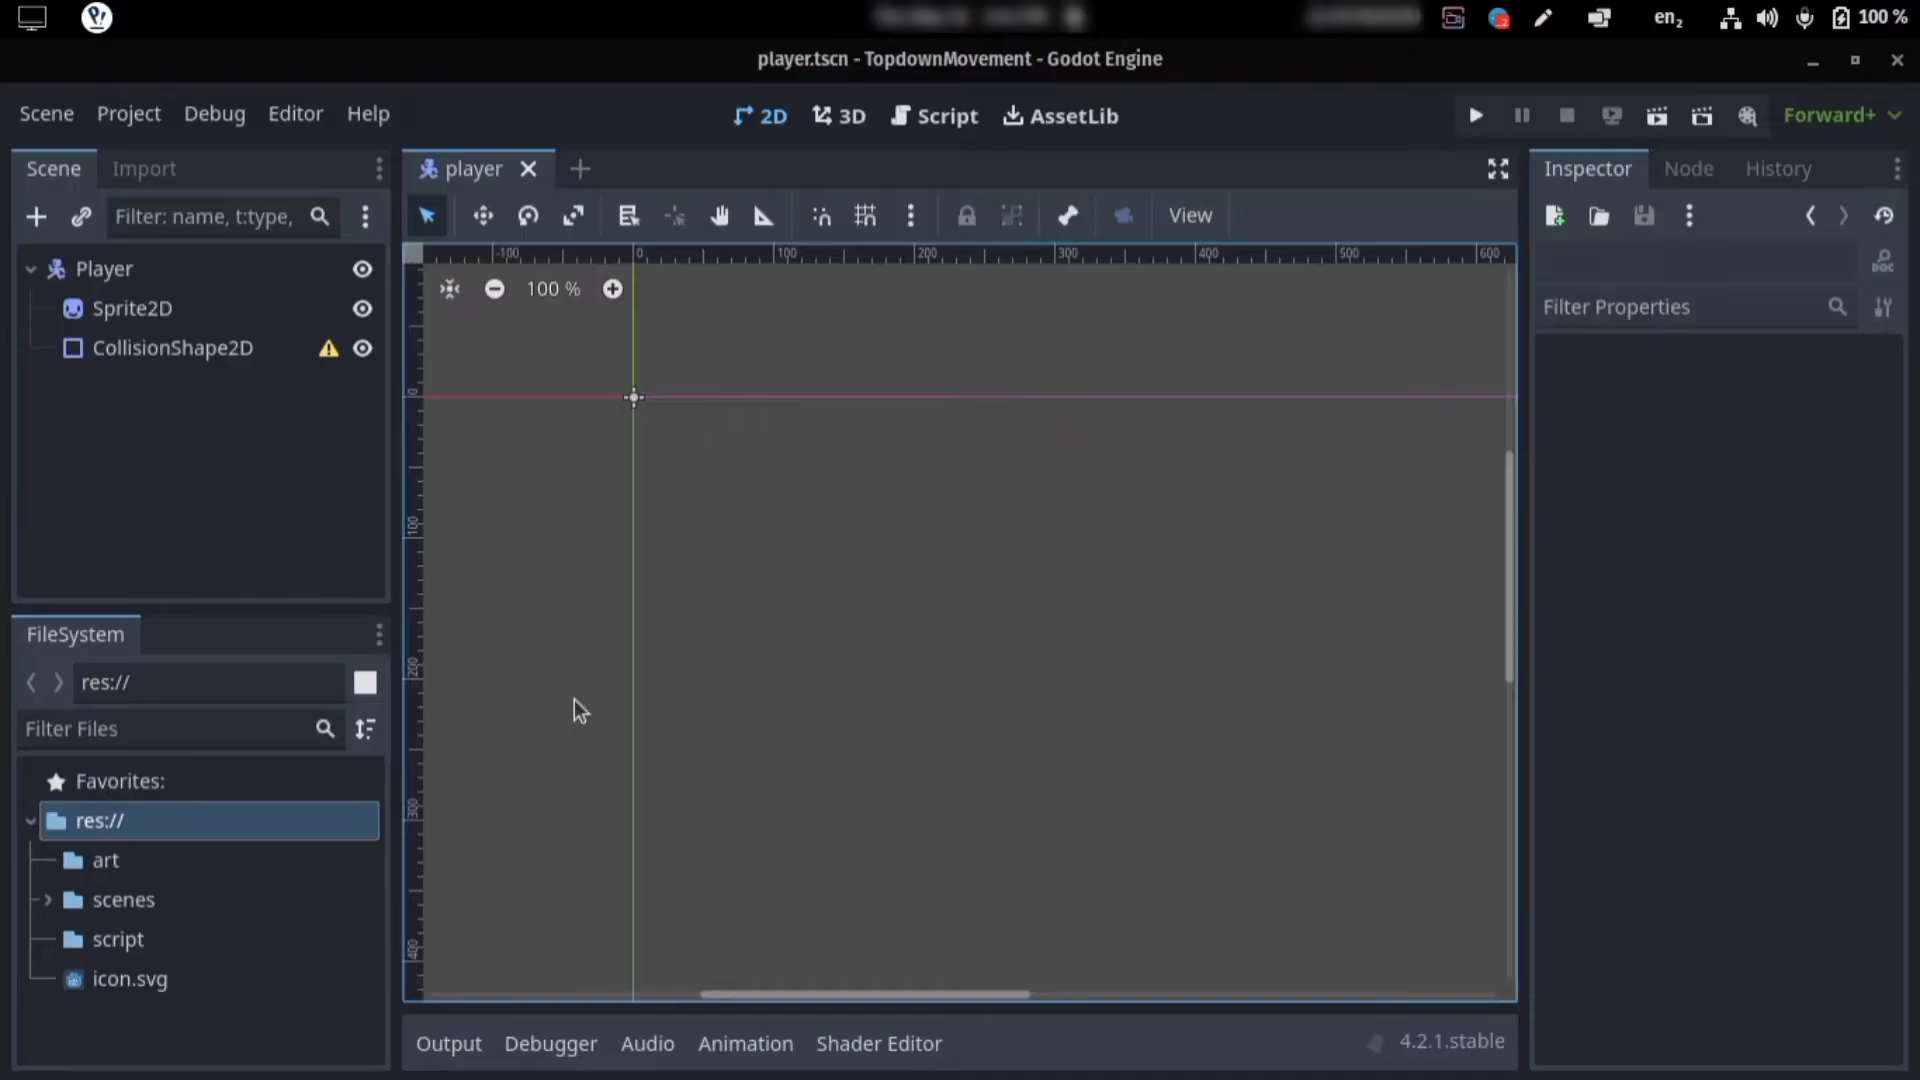 P!
en2
100 %
player.tscn - TopdownMovement - Godot Engine
Scene Project Debug Editor Help
2D 3D Script AssetLib
Forward+
Scene Import
player
Inspector Node History
Filter: name, t:type,
View
Player
Sprite2D
CollisionShape2D
-100 0 100 200 300 400 500 600
100 %
0
100
200
300
400
DOC
Filter Properties
FileSystem
res://
Filter Files
Favorites:
res://
art
scenes
script
icon.svg
Output Debugger Audio Animation Shader Editor
4.2.1.stable